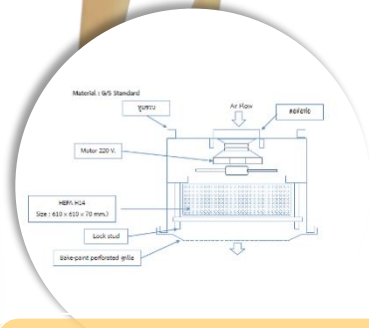 Material : G/S Standard
Air Flow
Motor 220 V.
HEPA H14
Size : 610 x 610 x 70 mm.)
Lock stud
Bake-paint perforated grille